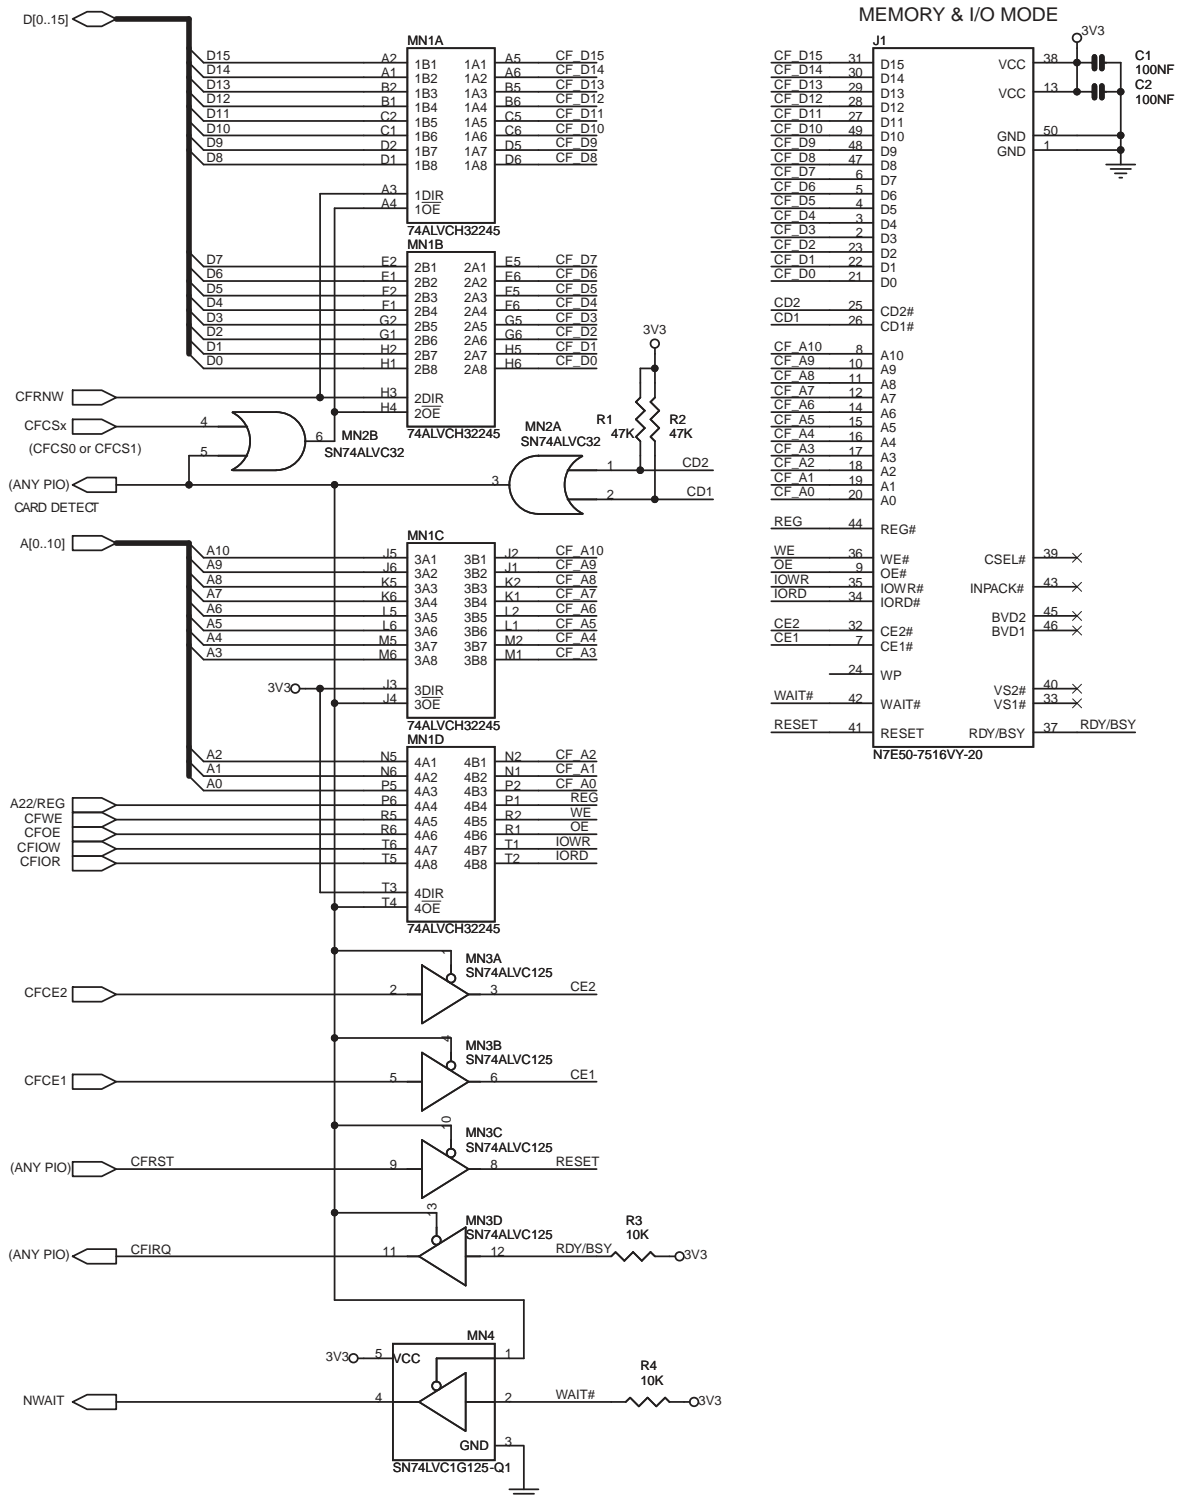 MEMORY & I/O MODE
D[0..15]
MN1A
D15 A2 1B1 1A1 A5 CF_D15
D14 A1 1B2 1A2 A6 CF_D14
D13 B2 1B3 1A3 B5 CF_D13
D12 B1 1B4 1A4 B6 CF_D12
D11 C2 1B5 1A5 C5 CF_D11
D10 C1 1B6 1A6 C6 CF_D10
D9 D2 1B7 1A7 D5 CF_D9
D8 D1 1B8 1A8 D6 CF_D8
A3 1DIR
A4 1OE
74ALVCH32245
MN1B
D7 E2 2B1 2A1 E5 CF_D7
D6 E1 2B2 2A2 E6 CF_D6
D5 F2 2B3 2A3 F5 CF_D5
D4 F1 2B4 2A4 F6 CF_D4
D3 G2 2B5 2A5 G5 CF_D3
D2 G1 2B6 2A6 G6 CF_D2
D1 H2 2B7 2A7 H5 CF_D1
D0 H1 2B8 2A8 H6 CF_D0
CFRNW H3 2DIR
H4 2OE
74ALVCH32245
CFCSx 4
(CFCS0 or CFCS1) 5
6 MN2B
SN74ALVC32
3V3
R1 47K
R2 47K
MN2A
SN74ALVC32
1 CD2
2 CD1
3
(ANY PIO)
CARD DETECT
A[0..10]
MN1C
A10 J5 3A1 3B1 J2 CF_A10
A9 J6 3A2 3B2 J1 CF_A9
A8 K5 3A3 3B3 K2 CF_A8
A7 K6 3A4 3B4 K1 CF_A7
A6 L5 3A5 3B5 L2 CF_A6
A5 L6 3A6 3B6 L1 CF_A5
A4 M5 3A7 3B7 M2 CF_A4
A3 M6 3A8 3B8 M1 CF_A3
3V3 J3 3DIR
J4 3OE
74ALVCH32245
MN1D
A2 N5 4A1 4B1 N2 CF_A2
A1 N6 4A2 4B2 N1 CF_A1
A0 P5 4A3 4B3 P2 CF_A0
A22/REG P6 4A4 4B4 P1 REG
CFWE R5 4A5 4B5 R2 WE
CFOE R6 4A6 4B6 R1 OE
CFIOW T6 4A7 4B7 T1 IOWR
CFIOR T5 4A8 4B8 T2 IORD
T3 4DIR
T4 4OE
74ALVCH32245
MN3A
SN74ALVC125
1
CFCE2 2 3 CE2
MN3B
SN74ALVC125
4
CFCE1 5 6 CE1
MN3C
SN74ALVC125
10
(ANY PIO) CFRST 9 8 RESET
MN3D
SN74ALVC125
13
R3
10K
(ANY PIO) CFIRQ 11 12 RDY/BSY 3V3
MN4
3V3 5 VCC 1
R4
10K
NWAIT 4 2 WAIT# 3V3
GND 3
SN74LVC1G125-Q1
J1
3V3
CF_D15 31 D15 VCC 38
C1
100NF
CF_D14 30 D14
CF_D13 29 D13 VCC 13
C2
100NF
CF_D12 28 D12
CF_D11 27 D11
CF_D10 49 D10 GND 50
CF_D9 48 D9 GND 1
CF_D8 47 D8
CF_D7 6 D7
CF_D6 5 D6
CF_D5 4 D5
CF_D4 3 D4
CF_D3 2 D3
CF_D2 23 D2
CF_D1 22 D1
CF_D0 21 D0
CD2 25 CD2#
CD1 26 CD1#
CF_A10 8 A10
CF_A9 10 A9
CF_A8 11 A8
CF_A7 12 A7
CF_A6 14 A6
CF_A5 15 A5
CF_A4 16 A4
CF_A3 17 A3
CF_A2 18 A2
CF_A1 19 A1
CF_A0 20 A0
REG 44 REG#
WE 36 WE# CSEL# 39
OE 9 OE#
IOWR 35 IOWR# INPACK# 43
IORD 34 IORD#
BVD2 45
CE2 32 CE2# BVD1 46
CE1 7 CE1#
24 WP
VS2# 40
WAIT# 42 WAIT# VS1# 33
RESET 41 RESET RDY/BSY 37 RDY/BSY
N7E50-7516VY-20